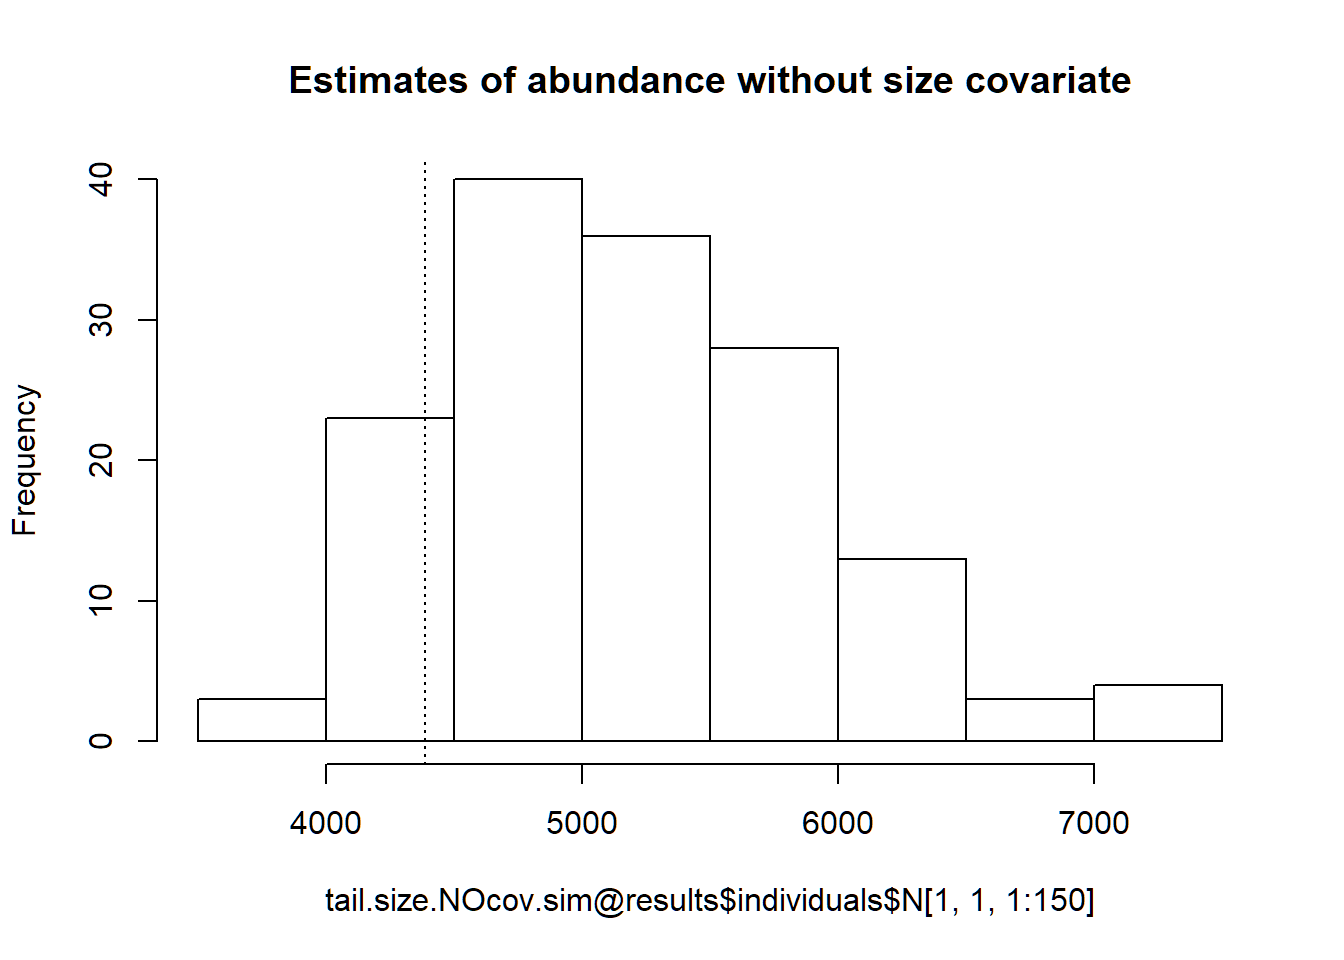 Estimates of abundance without size covariate
Frequency
40
30
20
10
0
4000 5000 6000 7000
tail.size.NOcov.sim@results$individuals$N[1, 1, 1:150]